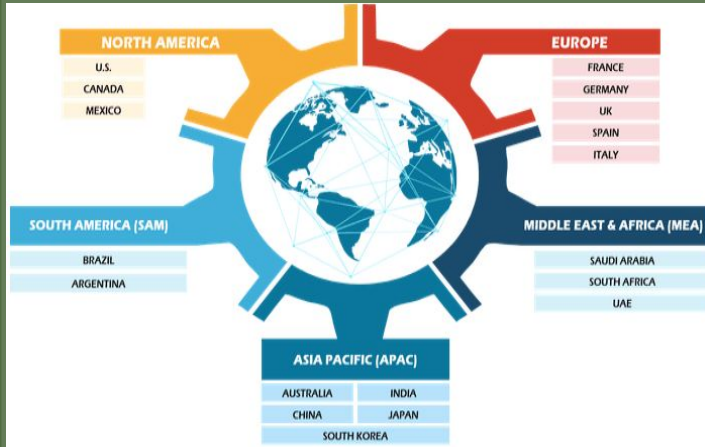 NORTH AMERICA
U.S.
CANADA
MEXICO
EUROPE
FRANCE
GERMANY
UK
SPAIN
ITALY
SOUTH AMERICA (SAM)
BRAZIL
ARGENTINA
MIDDLE EAST & AFRICA (MEA)
SAUDI ARABIA
SOUTH AFRICA
UAE
ASIA PACIFIC (APAC)
AUSTRALIA INDIA
CHINA JAPAN
SOUTH KOREA